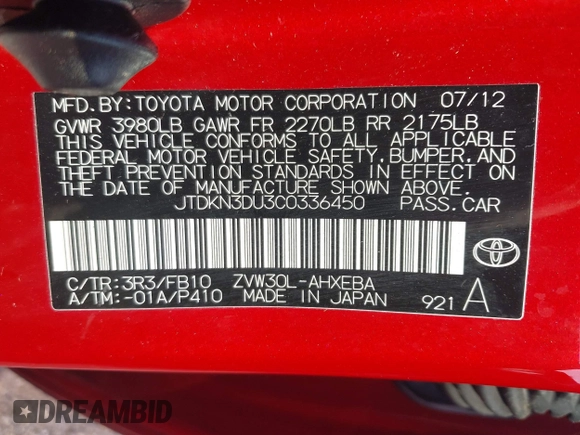 MFD.BY:TOYOTA MOTOR CORPORATION 07/12
GVWR 3980LB GAWR FR 2270LB RR 2175LB
THIS VEHICLE CONFORMS TO ALL APPLICABLE
FEDERAL MOTOR VEHICLE SAFETY,BUMPER,AND
THEFT PREVENTION STANDARDS IN EFFECT ON
THE DATE OF MANUFACTURE SHOWN ABOVE.
JTDKN3DU3C0336450 PASS.CAR
C/TR:3R3/FB10 ZVW30L-AHXEBA
A/TM:-01A/P410 MADE IN JAPAN 921 A
DREAMBID